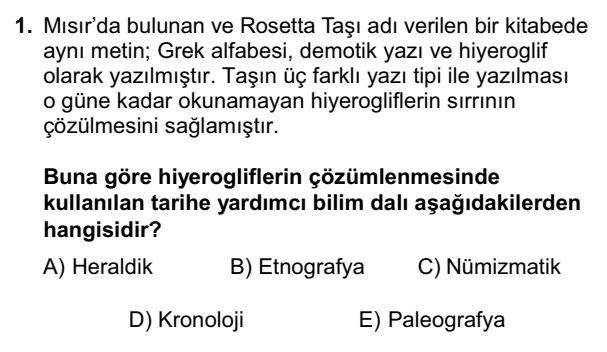 1. Mısır’da bulunan ve Rosetta Taşı adı verilen bir kitabede
aynı metin; Grek alfabesi, demotik yazı ve hiyeroglif
olarak yazılmıştır. Taşın üç farklı yazı tipi ile yazılması
o güne kadar okunamayan hiyerogliflerin sırrının
çözülmesini sağlamıştır.
Buna göre hiyerogliflerin çözümlenmesinde
kullanılan tarihe yardımcı bilim dalı aşağıdakilerden
hangisidir?
A) Heraldik B) Etnografya C) Nümizmatik
D) Kronoloji E) Paleografya